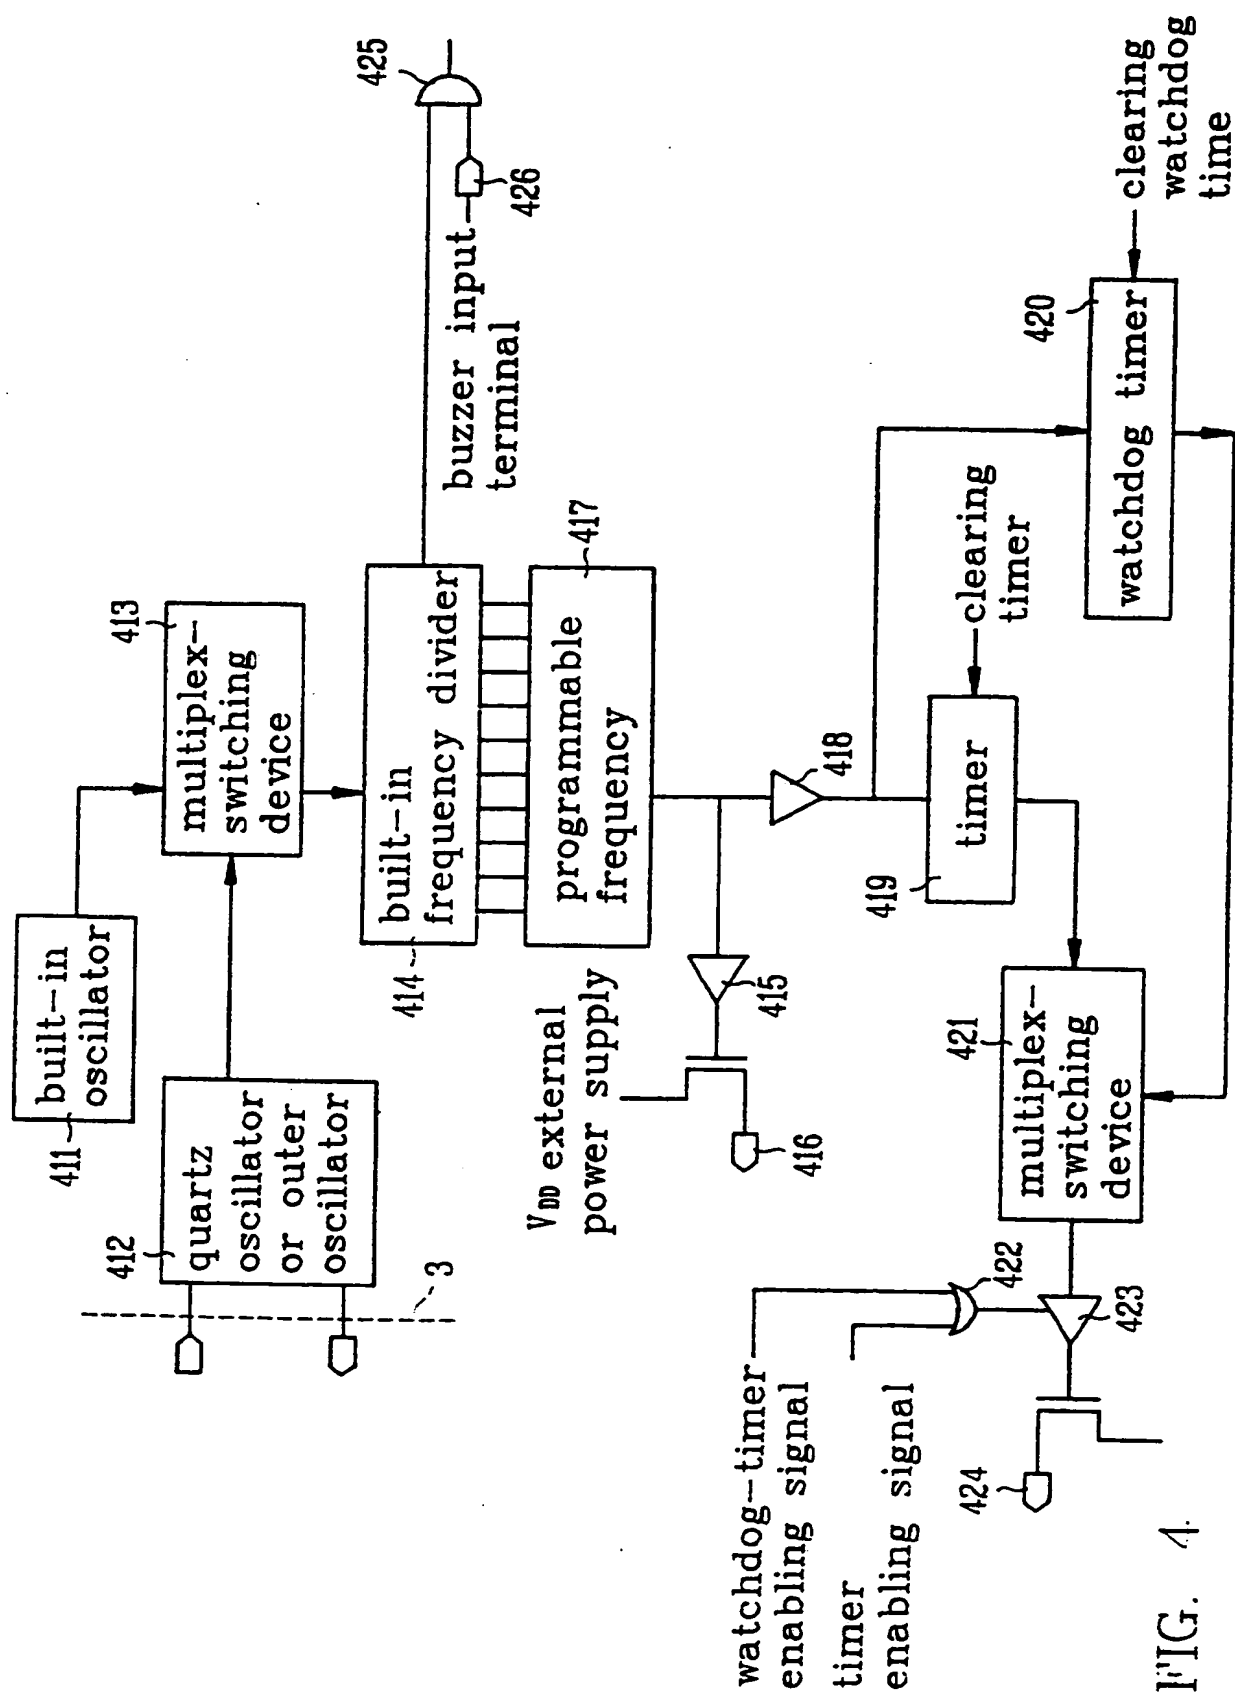 411
built-in
oscillator
412
quartz
oscillator
or outer
oscillator
3
413
multiplex-
switching
device
414
built-in
frequency divider
425
426
buzzer input
terminal
417
programmable
frequency
VDD external
power supply
415
416
418
419
timer
clearing
timer
420
watchdog timer
clearing
watchdog
time
421
multiplex-
switching
device
422
423
424
watchdog-timer
enabling signal
timer
enabling signal
FIG. 4